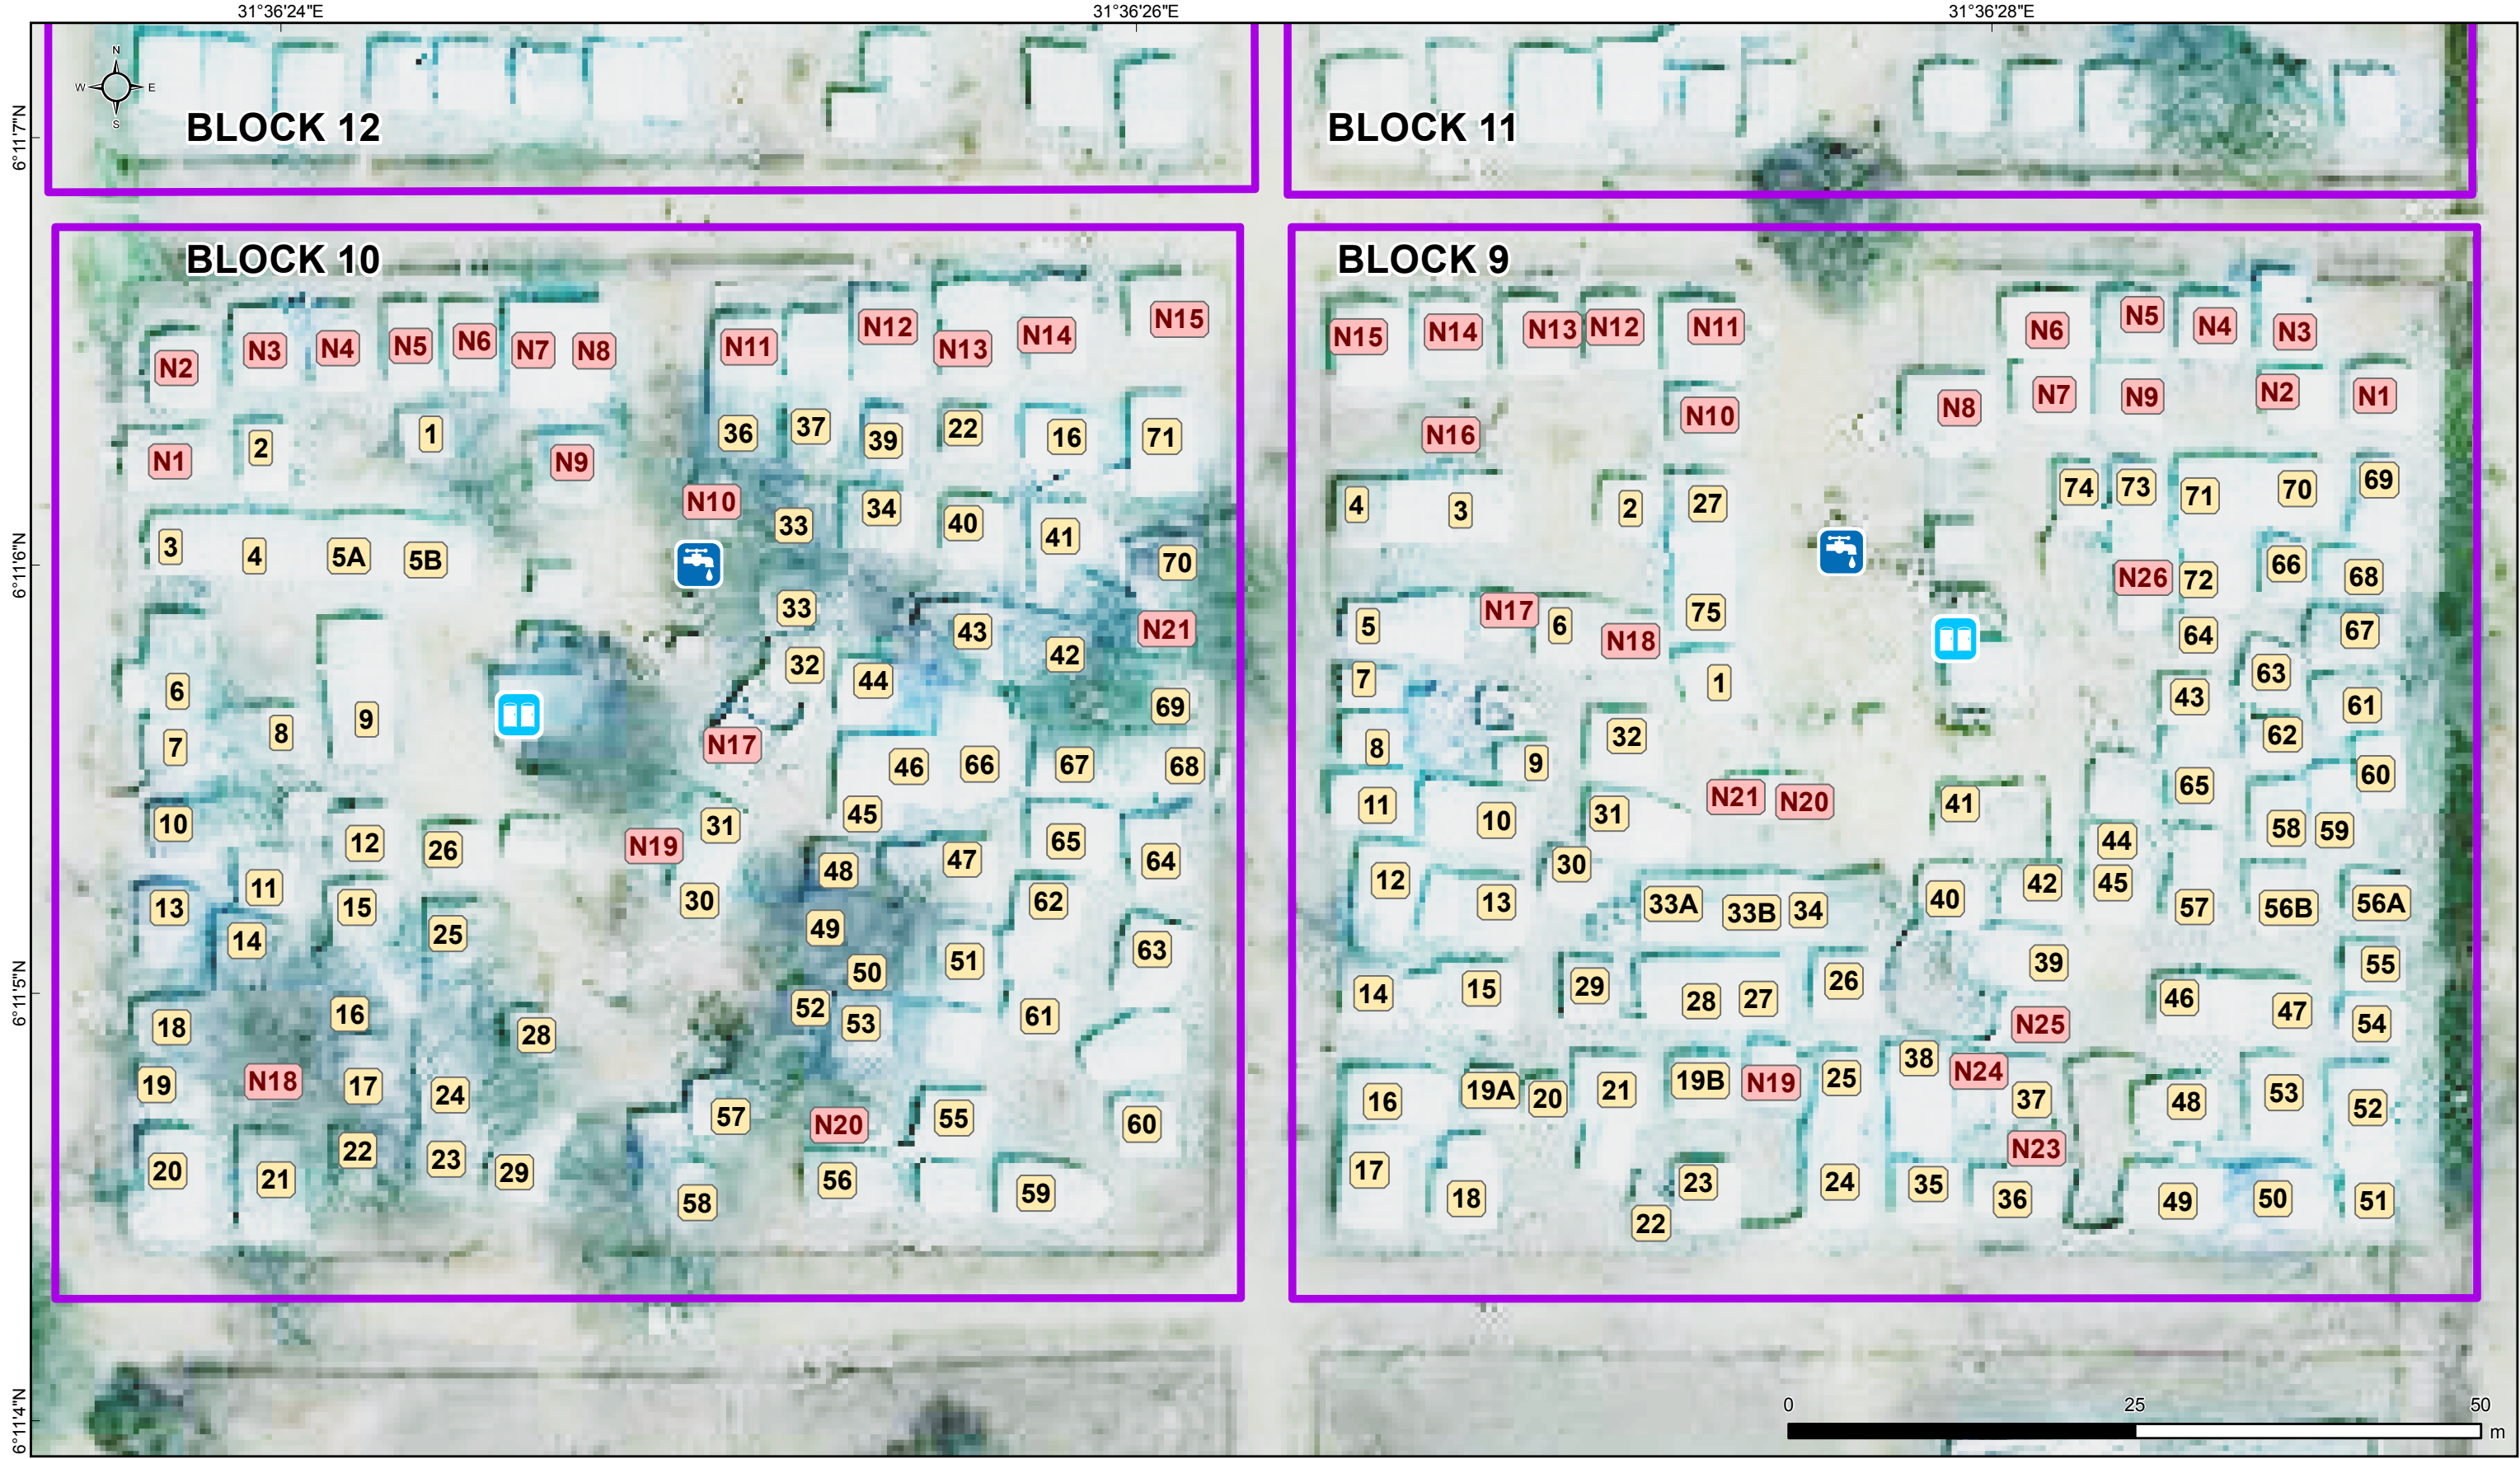 31°36'24"E 31°36'26"E 31°36'28"E
N
W E
S
6°11'7"N
BLOCK 12
BLOCK 11
BLOCK 10
N2 N3 N4 N5 N6 N7 N8 N11 N12 N13 N14 N15
N1 2 1 N9 36 37 39 22 16 71
N10 33 34 40 41 70
3 4 5A 5B
33 43 42 N21
6 8 9 32 44 69
7 N17 46 66 67 68
10 12 26 N19 31 45 65
48 47 64
13 11 15 30 62
14 25 49 51 63
50
18 16 28 52 53 61
19 N18 17 24 57 N20 55 60
20 21 22 23 29 58 56 59
BLOCK 9
N15 N14 N13 N12 N11 N6 N5 N4 N3
N16 N10 N8 N7 N9 N2 N1
4 3 2 27 74 73 71 70 69
N26 72 66 68
5 N17 6 N18 75 64 67
7 1 43 63 61
8 9 32 62
11 10 31 N21 N20 41 65 60
30 44 58 59
12 13 33A 33B 34 40 42 45 57 56B 56A
14 15 29 28 27 26 39 46 47 55
N25 54
16 19A 20 21 19B N19 25 38 N24 37 48 53 52
17 18 22 23 24 35 N23 36 49 50 51
6°11'6"N
6°11'5"N
6°11'4"N
0 25 50
m